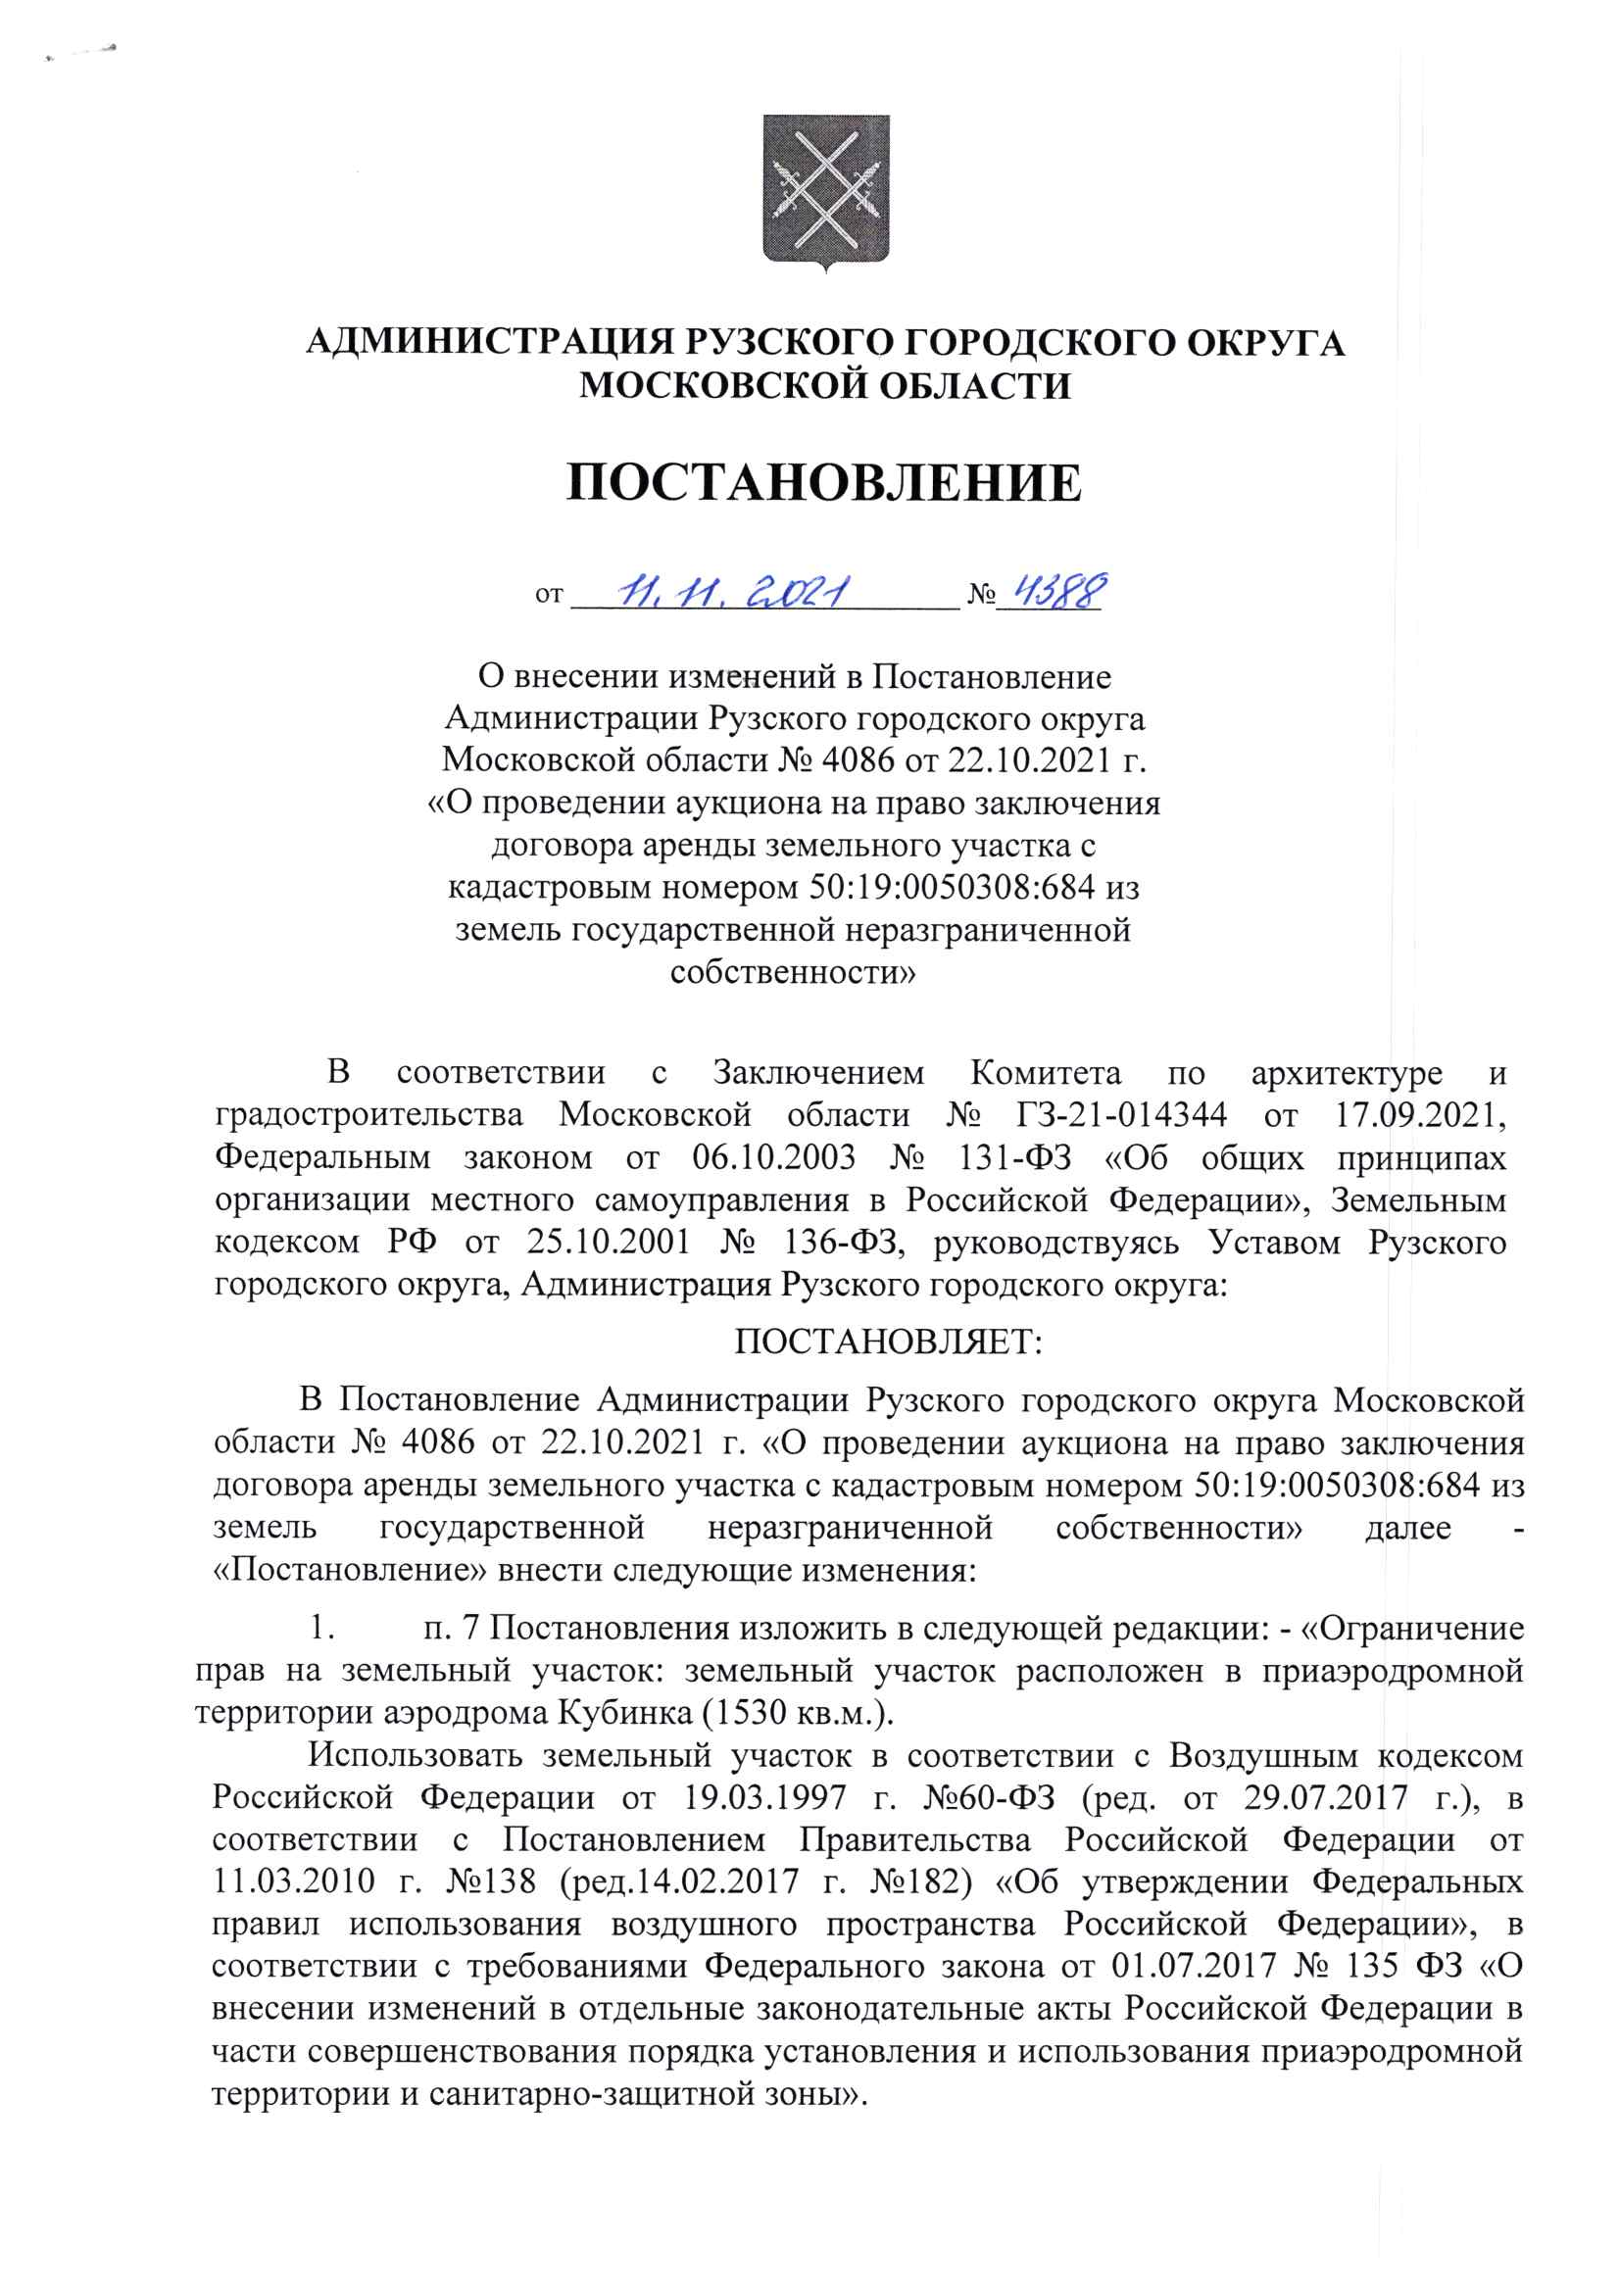 АДМИНИСТРАЦИЯ РУЗСКОГО ГОРОДСКОГО ОКРУГА
МОСКОВСКОЙ ОБЛАСТИ
ПОСТАНОВЛЕНИЕ
от 11.11.2021 № 4388
О внесении изменений в Постановление
Администрации Рузского городского округа
Московской области № 4086 от 22.10.2021 г.
«О проведении аукциона на право заключения
договора аренды земельного участка с
кадастровым номером 50:19:0050308:684 из
земель государственной неразграниченной
собственности»
В соответствии с Заключением Комитета по архитектуре и
градостроительства Московской области № ГЗ-21-014344 от 17.09.2021,
Федеральным законом от 06.10.2003 № 131-ФЗ «Об общих принципах
организации местного самоуправления в Российской Федерации», Земельным
кодексом РФ от 25.10.2001 № 136-ФЗ, руководствуясь Уставом Рузского
городского округа, Администрация Рузского городского округа:
ПОСТАНОВЛЯЕТ:
В Постановление Администрации Рузского городского округа Московской
области № 4086 от 22.10.2021 г. «О проведении аукциона на право заключения
договора аренды земельного участка с кадастровым номером 50:19:0050308:684 из
земель государственной неразграниченной собственности» далее -
«Постановление» внести следующие изменения:
1. п. 7 Постановления изложить в следующей редакции: - «Ограничение
прав на земельный участок: земельный участок расположен в приаэродромной
территории аэродрома Кубинка (1530 кв.м.).
Использовать земельный участок в соответствии с Воздушным кодексом
Российской Федерации от 19.03.1997 г. №60-ФЗ (ред. от 29.07.2017 г.), в
соответствии с Постановлением Правительства Российской Федерации от
11.03.2010 г. №138 (ред.14.02.2017 г. №182) «Об утверждении Федеральных
правил использования воздушного пространства Российской Федерации», в
соответствии с требованиями Федерального закона от 01.07.2017 № 135 ФЗ «О
внесении изменений в отдельные законодательные акты Российской Федерации в
части совершенствования порядка установления и использования приаэродромной
территории и санитарно-защитной зоны».